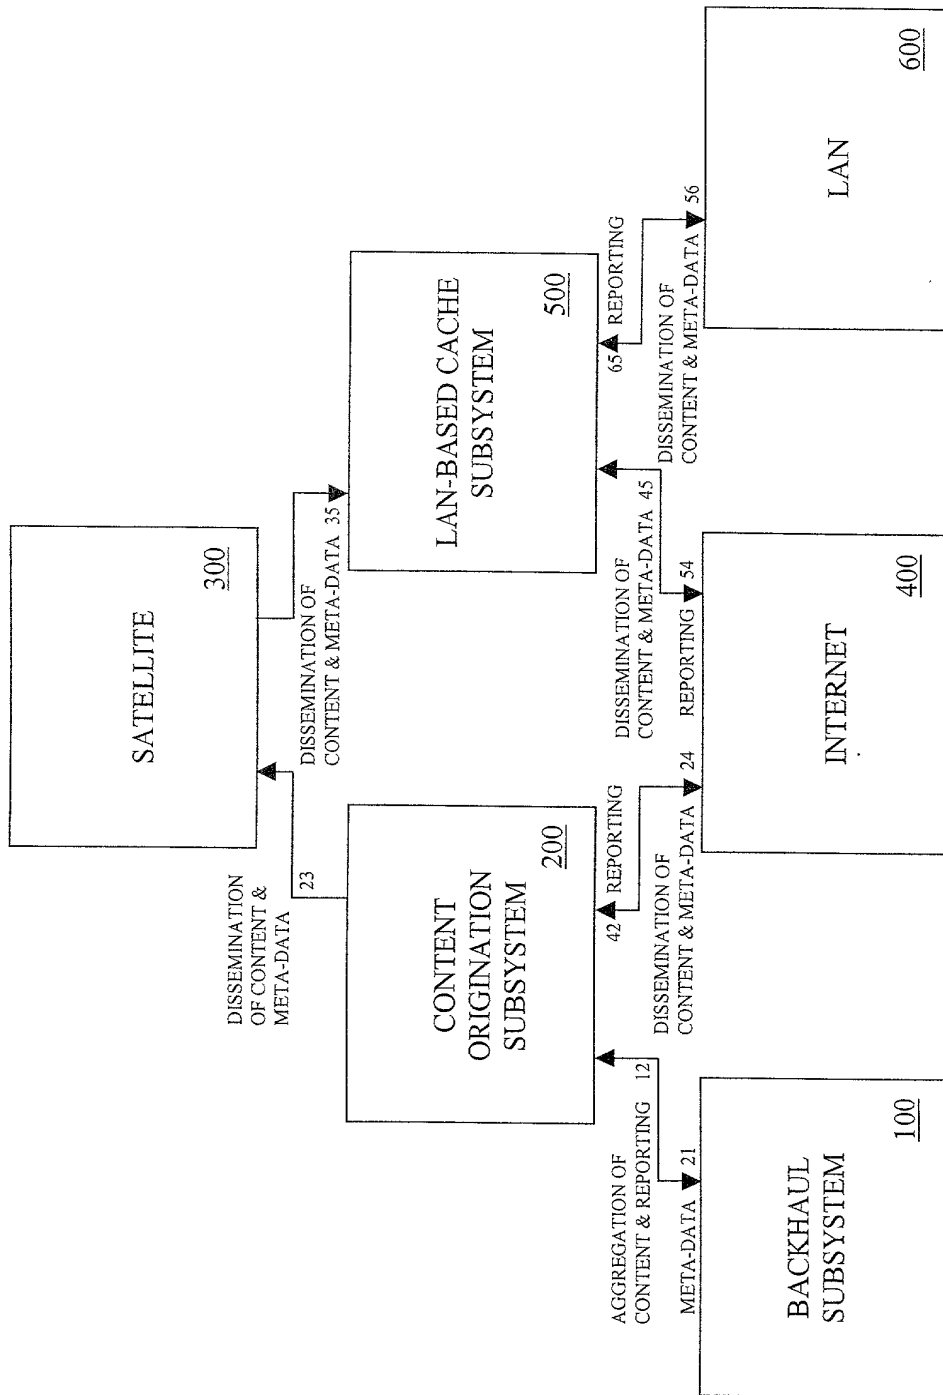 SATELLITE
300
DISSEMINATION
OF CONTENT &
META-DATA
23
DISSEMINATION OF
CONTENT & META-DATA 35
CONTENT
ORIGINATION
SUBSYSTEM
200
LAN-BASED CACHE
SUBSYSTEM
500
AGGREGATION OF
CONTENT & REPORTING 12
META-DATA 21
42 REPORTING
DISSEMINATION OF
CONTENT & META-DATA 24
DISSEMINATION OF
CONTENT & META-DATA 45
REPORTING 54
65 REPORTING
DISSEMINATION OF
CONTENT & META-DATA 56
BACKHAUL
SUBSYSTEM
100
INTERNET
400
LAN
600